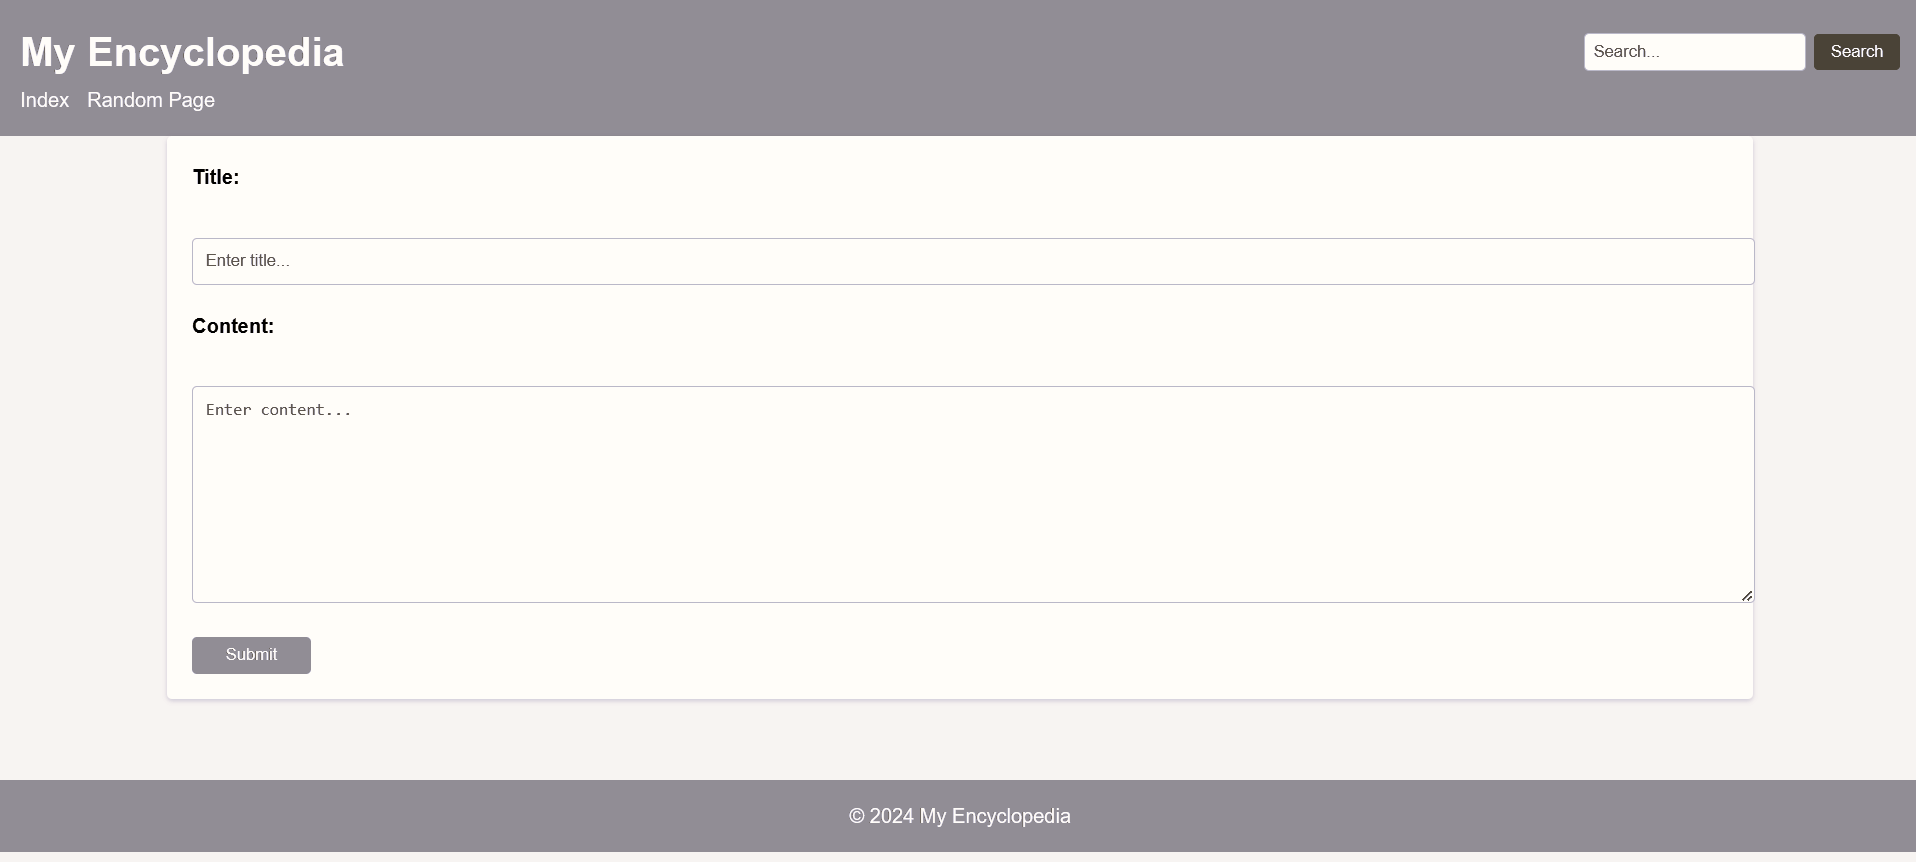 My Encyclopedia
Search...
Search
Index Random Page
Title:
Enter title...
Content:
Enter content...
Submit
© 2024 My Encyclopedia